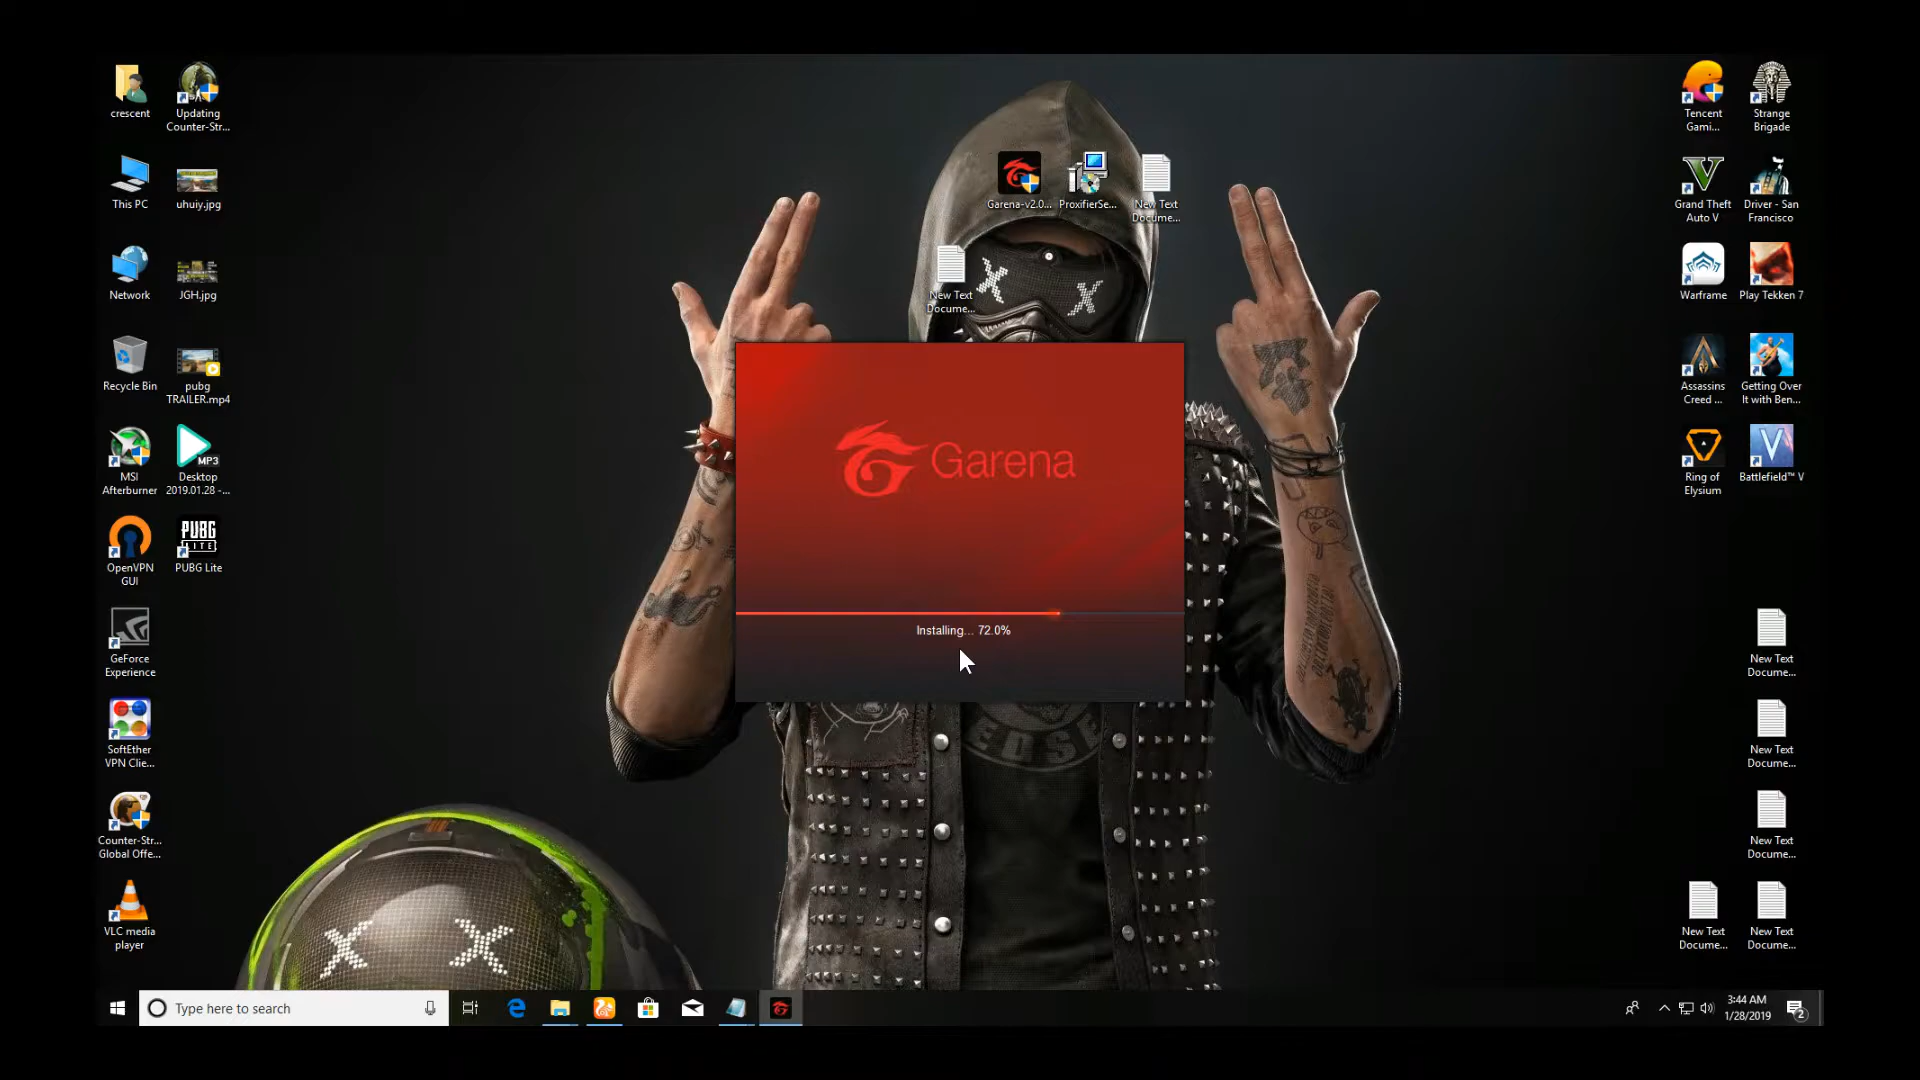 crescent
Updating
Counter-Str...
This PC
uhuiy.jpg
Network
JGH.jpg
Recycle Bin
pubg
TRAILER.mp4
MSI
Afterburner
MP3
Desktop
2019.01.28 -...
OpenVPN
GUI
PUBG
LITE
PUBG Lite
GeForce
Experience
SoftEther
VPN Clie...
Counter-Str...
Global Offe...
VLC media
player
Garena-v2.0...
ProxifierSe...
New Text
Docume...
New Text
Docume...
Garena
Installing... 72.0%
Tencent
Gami...
Strange
Brigade
Grand Theft
Auto V
Driver - San
Francisco
Warframe
Play Tekken 7
Assassins
Creed ...
Getting Over
It with Ben...
Ring of
Elysium
V
Battlefield™ V
New Text
Docume...
New Text
Docume...
New Text
Docume...
New Text
Docume...
New Text
Docume...
Type here to search
3:44 AM
1/28/2019
2